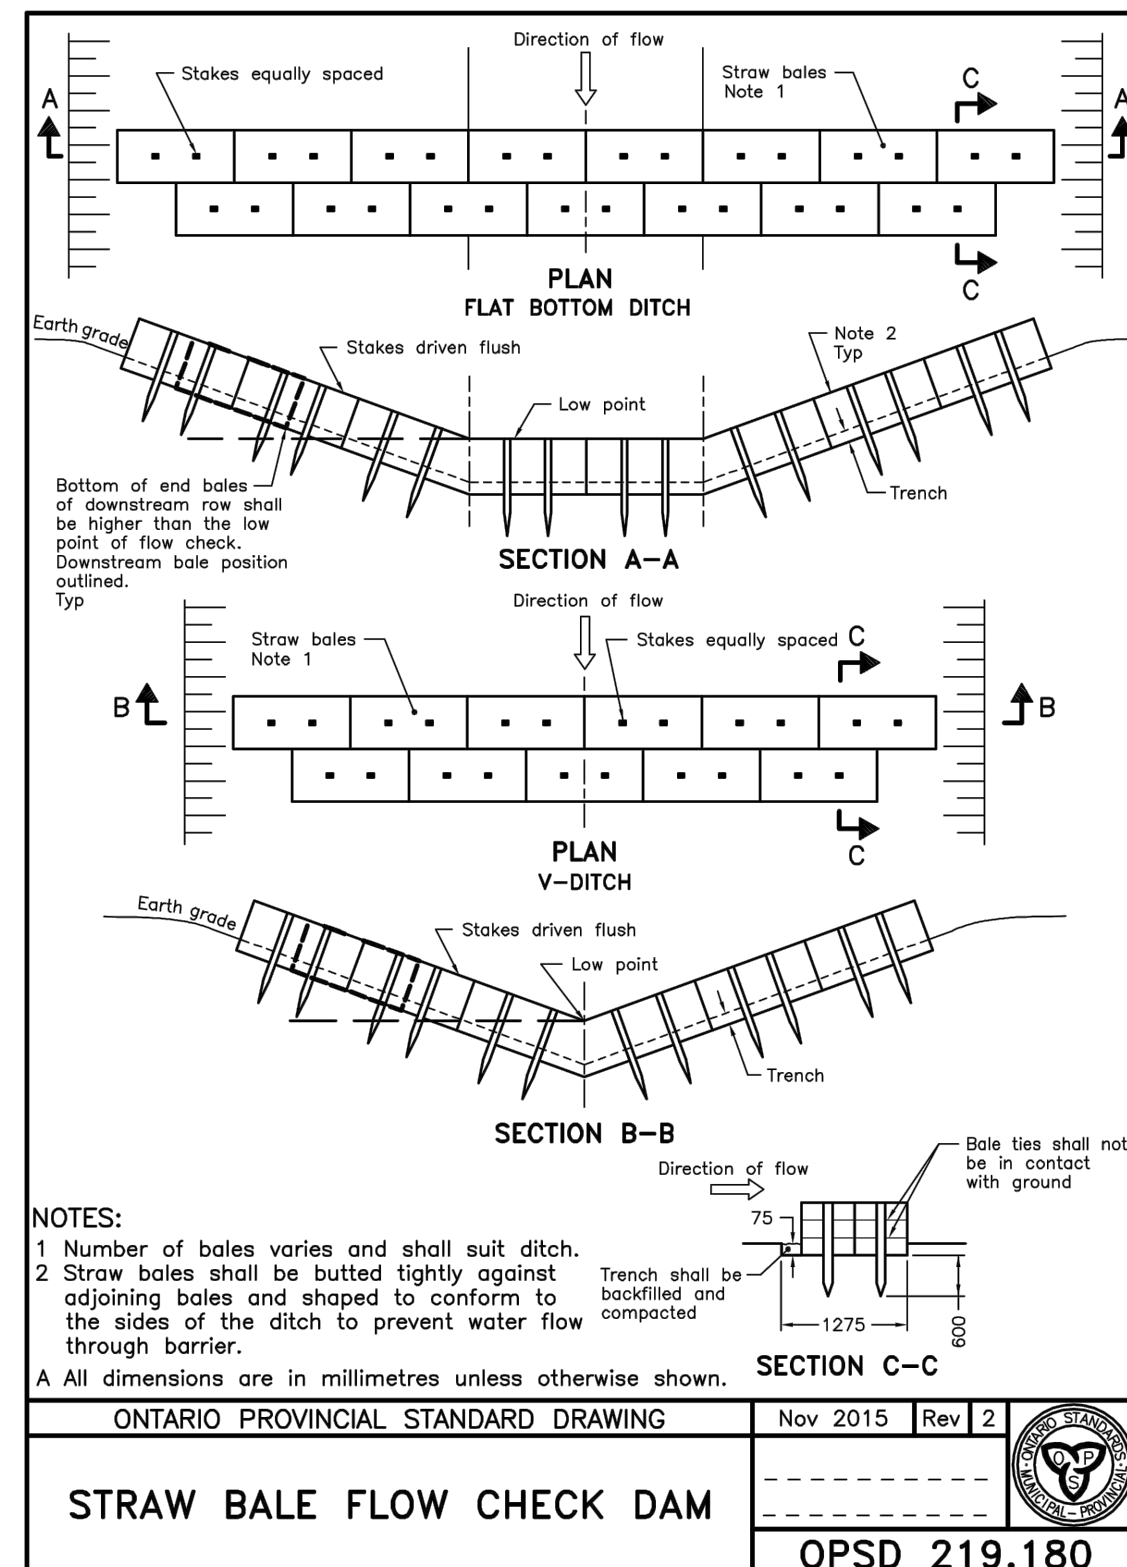 Direction of flow
Stakes equally spaced
Straw bales
Note 1
C
A
A
C
PLAN
FLAT BOTTOM DITCH
Earth grade
Stakes driven flush
Note 2
Typ
Low point
Bottom of end bales
of downstream row shall
be higher than the low
point of flow check.
Downstream bale position
outlined.
Typ
Trench
SECTION A-A
Direction of flow
Straw bales
Note 1
Stakes equally spaced
C
B
B
C
PLAN
V-DITCH
Earth grade
Stakes driven flush
Low point
Trench
SECTION B-B
Direction of flow
Bale ties shall not
be in contact
with ground
75
Trench shall be
backfilled and
compacted
1275
600
SECTION C-C
NOTES:
1 Number of bales varies and shall suit ditch.
2 Straw bales shall be butted tightly against
adjoining bales and shaped to conform to
the sides of the ditch to prevent water flow
through barrier.
A All dimensions are in millimetres unless otherwise shown.
ONTARIO PROVINCIAL STANDARD DRAWING
Nov 2015 Rev 2
STRAW BALE FLOW CHECK DAM
ONTARIO STANDARDS
MUNICIPAL-PROVINCIAL
OPS
OPSD 219.180